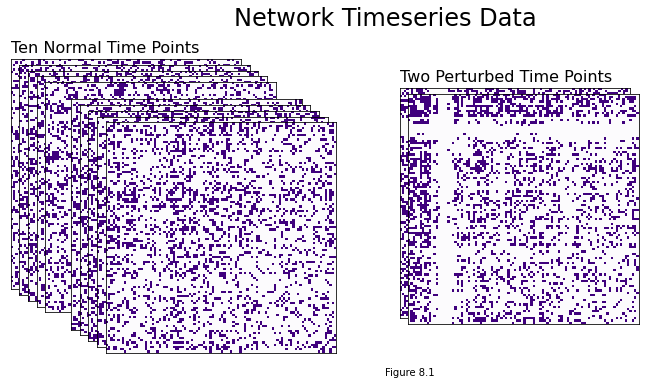 Network Timeseries Data
Ten Normal Time Points
Two Perturbed Time Points
Figure 8.1